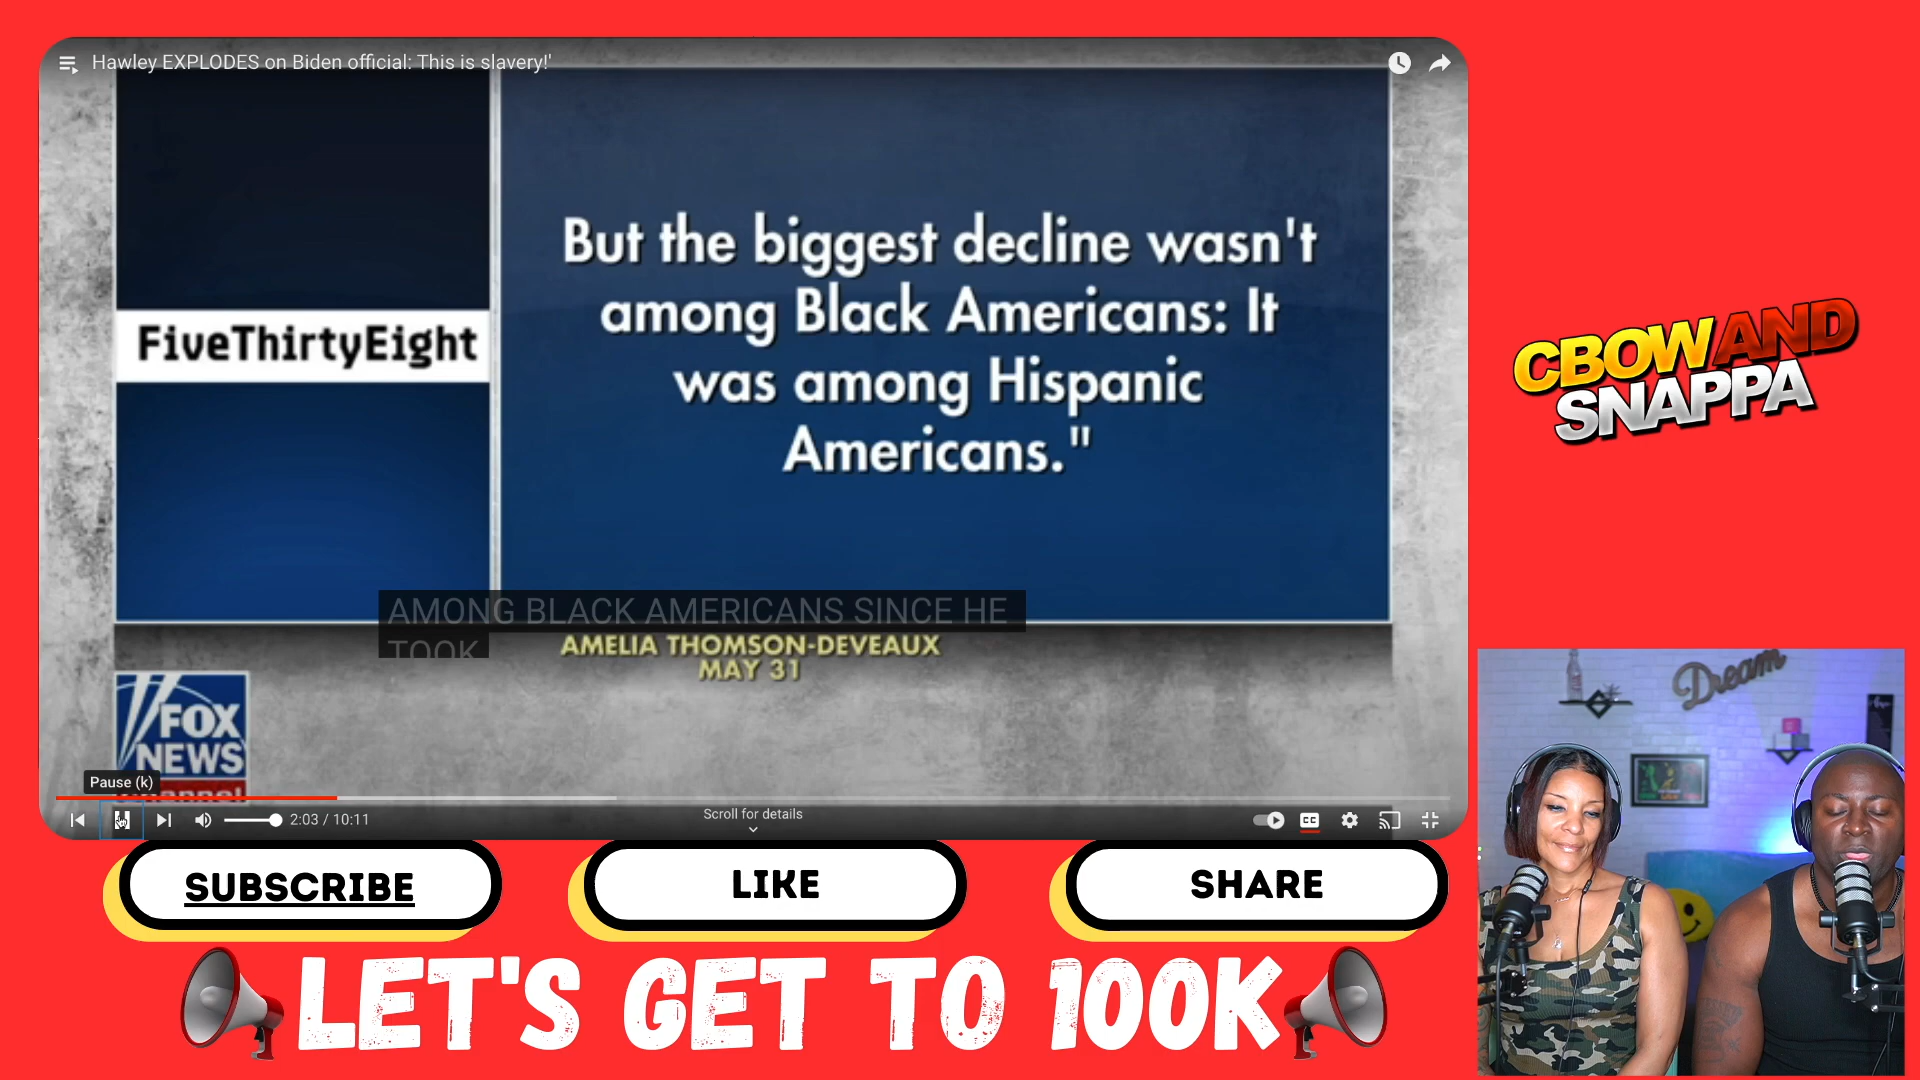 Hawley EXPLODES on Biden official: This is slavery!'
But the biggest decline wasn't
among Black Americans: It
was among Hispanic
Americans."
FiveThirtyEight
AMONG BLACK AMERICANS SINCE HE
TOOK
AMELIA THOMSON-DEVEAUX
MAY 31
FOX
NEWS
channel
Pause (k)
2:03 / 10:11
Scroll for details
CC
CBOW AND
SNAPPA
Dream
SUBSCRIBE
LIKE
SHARE
LET'S GET TO 100K